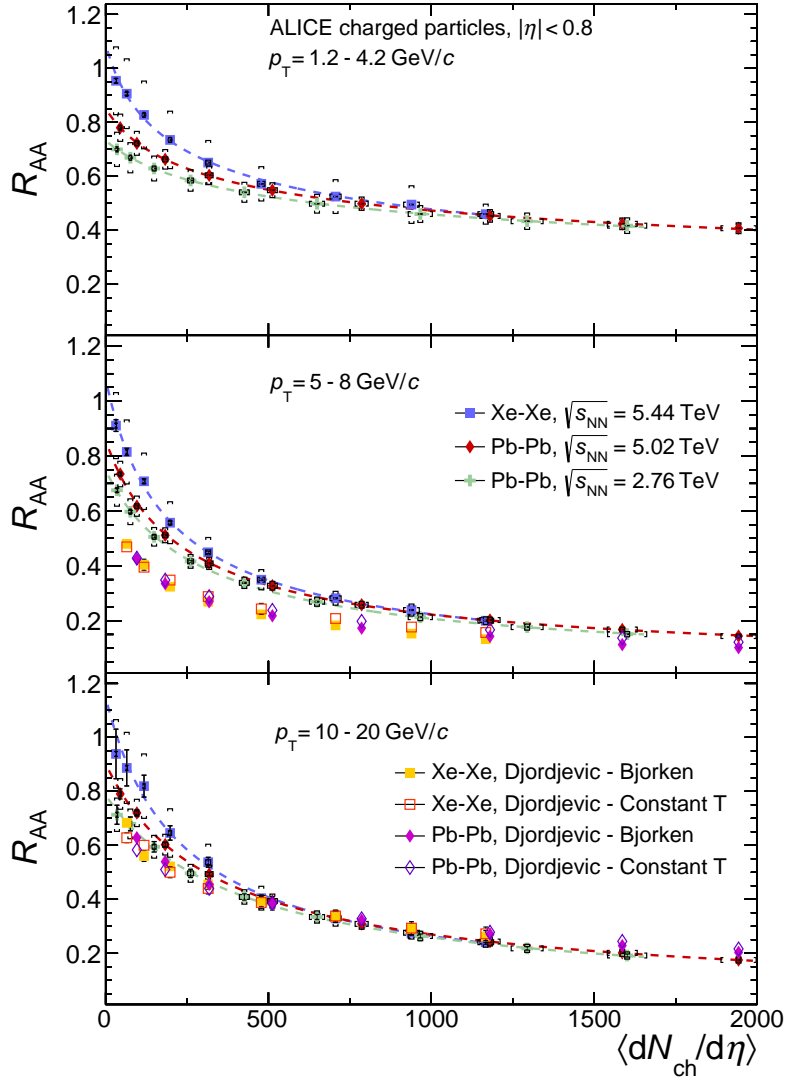 ALICE charged particles, |η| < 0.8
p_T = 1.2 - 4.2 GeV/c
R_AA
1.2
1
0.8
0.6
0.4
0.2
p_T = 5 - 8 GeV/c
Xe-Xe, √s_NN = 5.44 TeV
Pb-Pb, √s_NN = 5.02 TeV
Pb-Pb, √s_NN = 2.76 TeV
R_AA
1.2
1
0.8
0.6
0.4
0.2
p_T = 10 - 20 GeV/c
Xe-Xe, Djordjevic - Bjorken
Xe-Xe, Djordjevic - Constant T
Pb-Pb, Djordjevic - Bjorken
Pb-Pb, Djordjevic - Constant T
R_AA
1.2
1
0.8
0.6
0.4
0.2
0 500 1000 1500 2000
⟨dN_ch/dη⟩